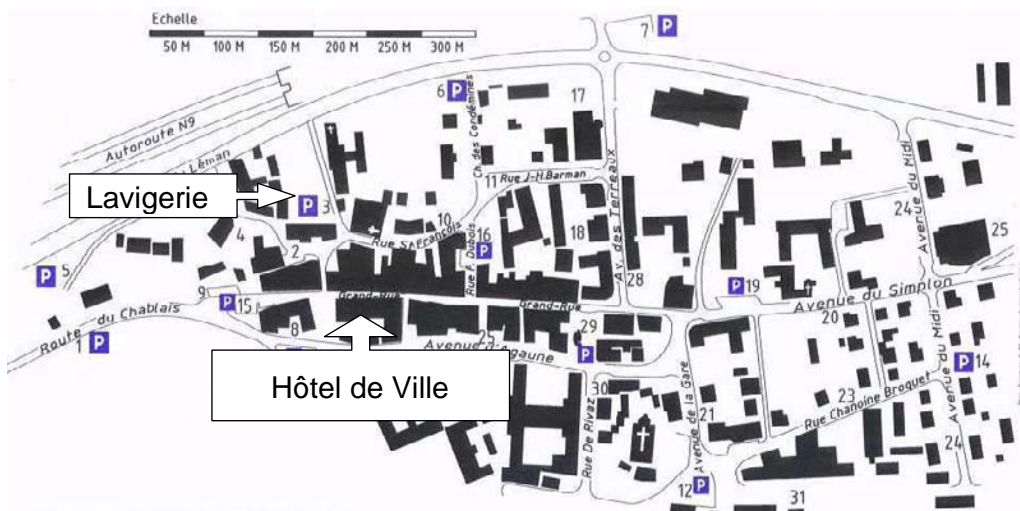 Echelle
50 M 100 M 150 M 200 M 250 M 300 M
7 P
6 P
17
Autoroute N9
Léman
Ch. des Condémines
11 Rue J-H.Barman
Av. des Terreaux
Avenue du Midi
24
25
Lavigerie
P 3
4
2
10
Rue St.François
16 P
Rue F. Dubois
18
28
P 5
9
P 15
8
Grand-Rue
Grand-Rue
P 19
Avenue du Simplon
20
Route du Chablais
1 P
25
Avenue d'Agaune
29
P
Hôtel de Ville
30
Rue De Rivaz
Avenue de la Gare
21
23
Rue Chanoine Broquet
Avenue du Midi
P 14
24
12 P
31